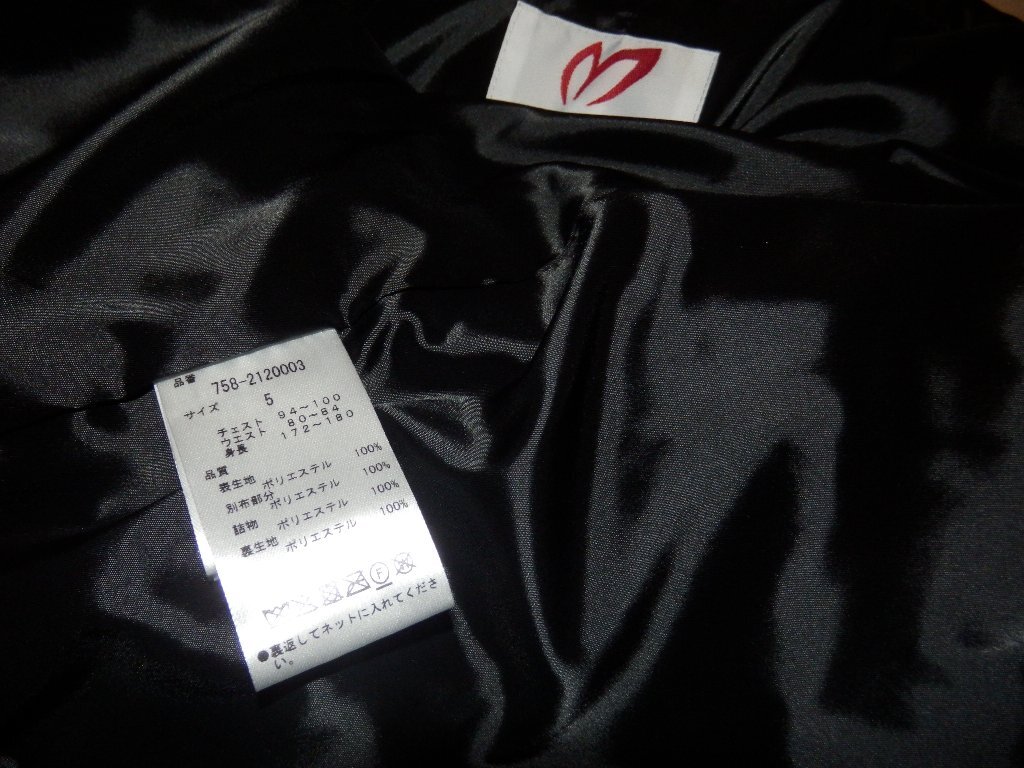 品番 758-2120003
サイズ 5
チェスト 94~100
ウエスト 80~84
身長 172~180
品質
表生地 ポリエステル 100%
別布部分 ポリエステル 100%
詰物 ポリエステル 100%
裏生地 ポリエステル 100%
F
●裏返してネットに入れてくださ
い。